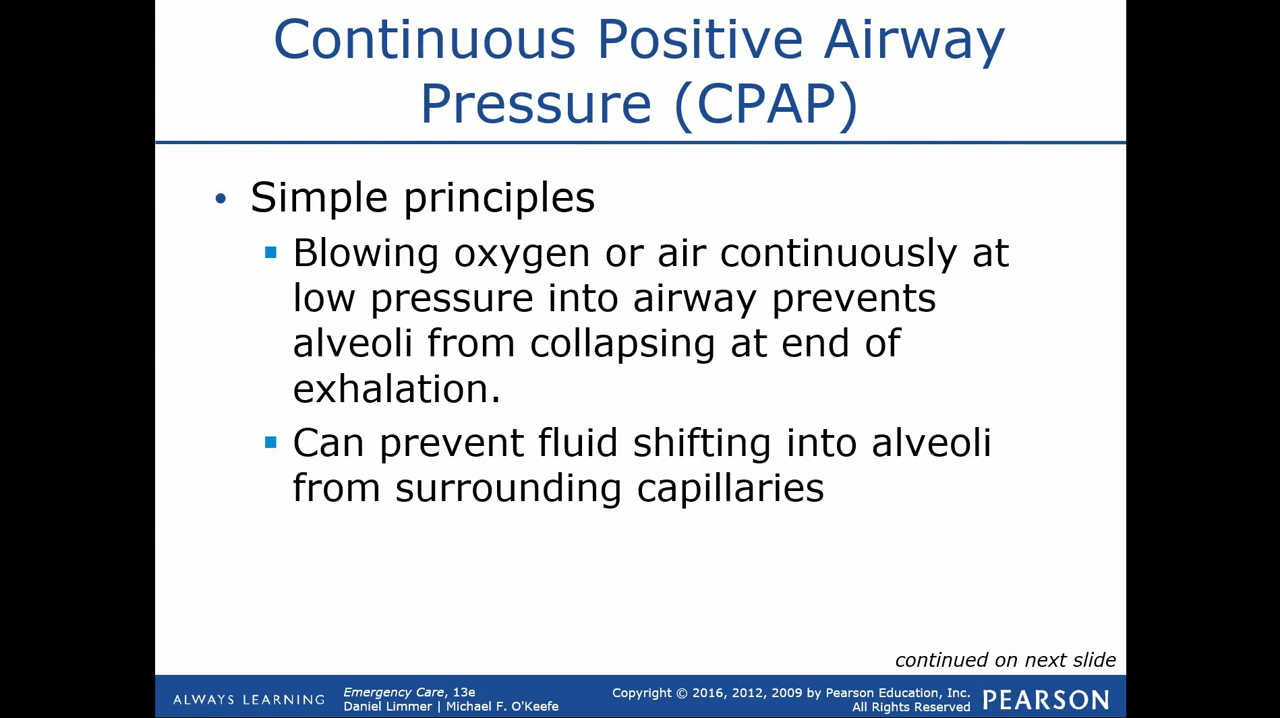 Continuous Positive Airway
Pressure (CPAP)
• Simple principles
▪ Blowing oxygen or air continuously at
low pressure into airway prevents
alveoli from collapsing at end of
exhalation.
▪ Can prevent fluid shifting into alveoli
from surrounding capillaries
continued on next slide
ALWAYS LEARNING
Emergency Care, 13e
Daniel Limmer | Michael F. O'Keefe
Copyright © 2016, 2012, 2009 by Pearson Education, Inc.
All Rights Reserved
PEARSON